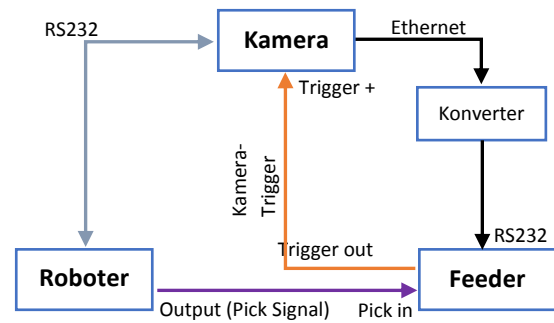 RS232
Kamera
Ethernet
Trigger +
Konverter
Kamera-
Trigger
RS232
Trigger out
Roboter
Feeder
Output (Pick Signal)
Pick in